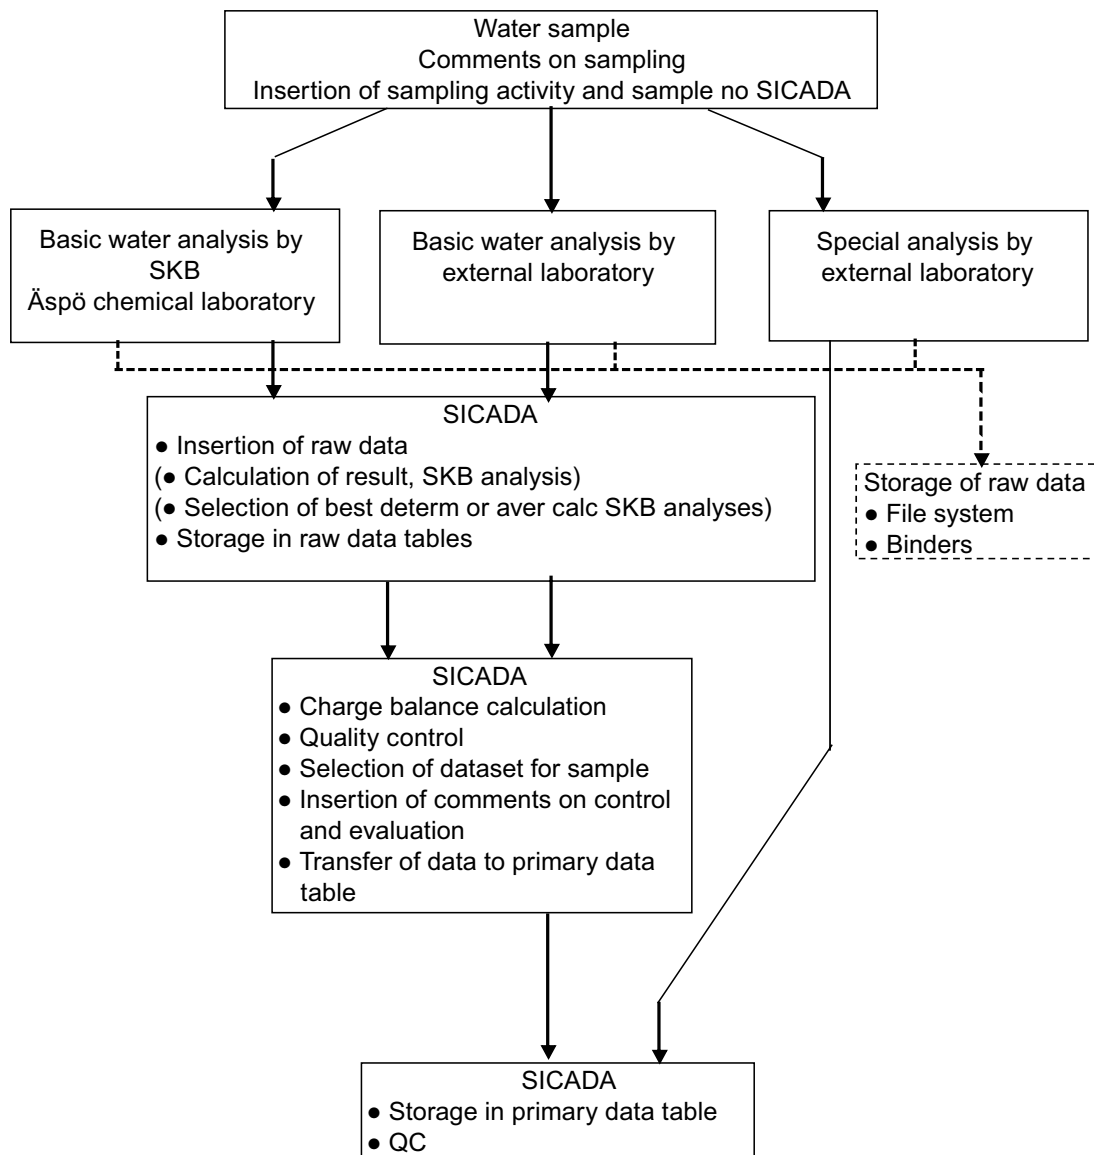 Water sample
Comments on sampling
Insertion of sampling activity and sample no SICADA
Basic water analysis by
SKB
Äspö chemical laboratory
Basic water analysis by
external laboratory
Special analysis by
external laboratory
SICADA
● Insertion of raw data
(● Calculation of result, SKB analysis)
(● Selection of best determ or aver calc SKB analyses)
● Storage in raw data tables
Storage of raw data
● File system
● Binders
SICADA
● Charge balance calculation
● Quality control
● Selection of dataset for sample
● Insertion of comments on control
and evaluation
● Transfer of data to primary data
table
SICADA
● Storage in primary data table
● QC